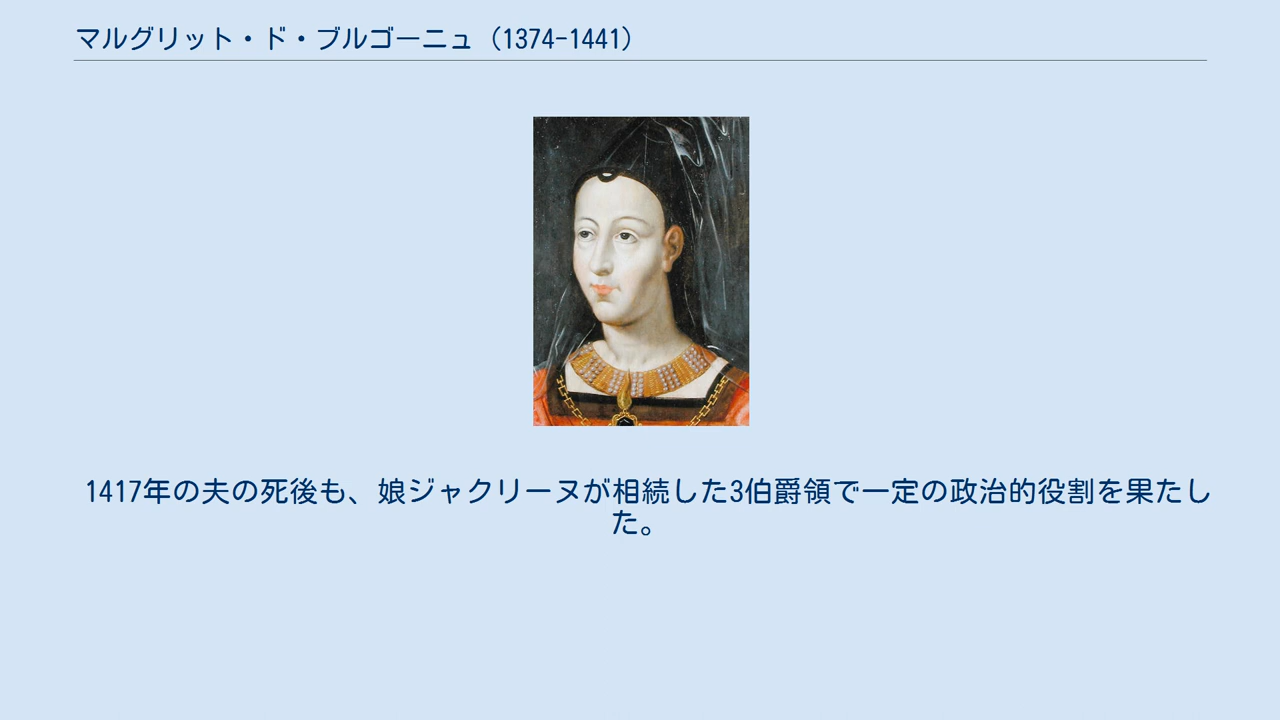 マルグリット・ド・ブルゴーニュ（1374-1441）
1417年の夫の死後も、娘ジャクリーヌが相続した3伯爵領で一定の政治的役割を果たし
た。